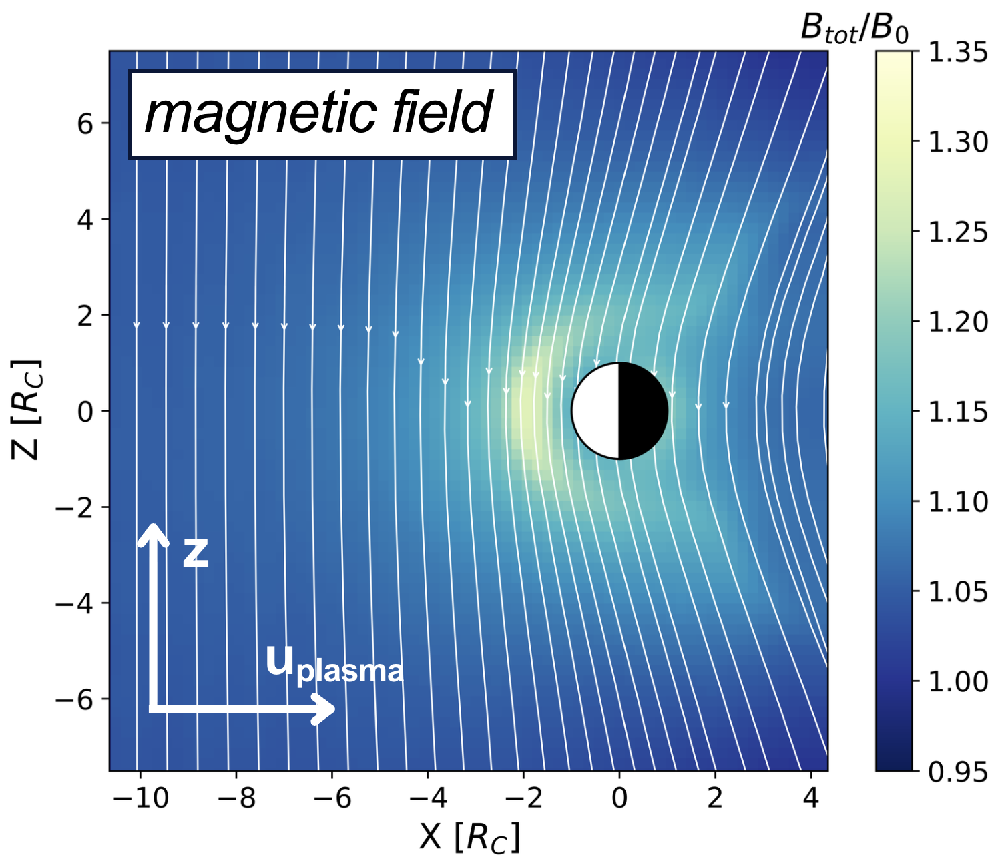 B_tot/B_0
magnetic field
1.35
1.30
1.25
1.20
1.15
1.10
1.05
1.00
0.95
6
4
2
0
−2
−4
−6
Z [R_C]
z
u_plasma
−10 −8 −6 −4 −2 0 2 4
X [R_C]